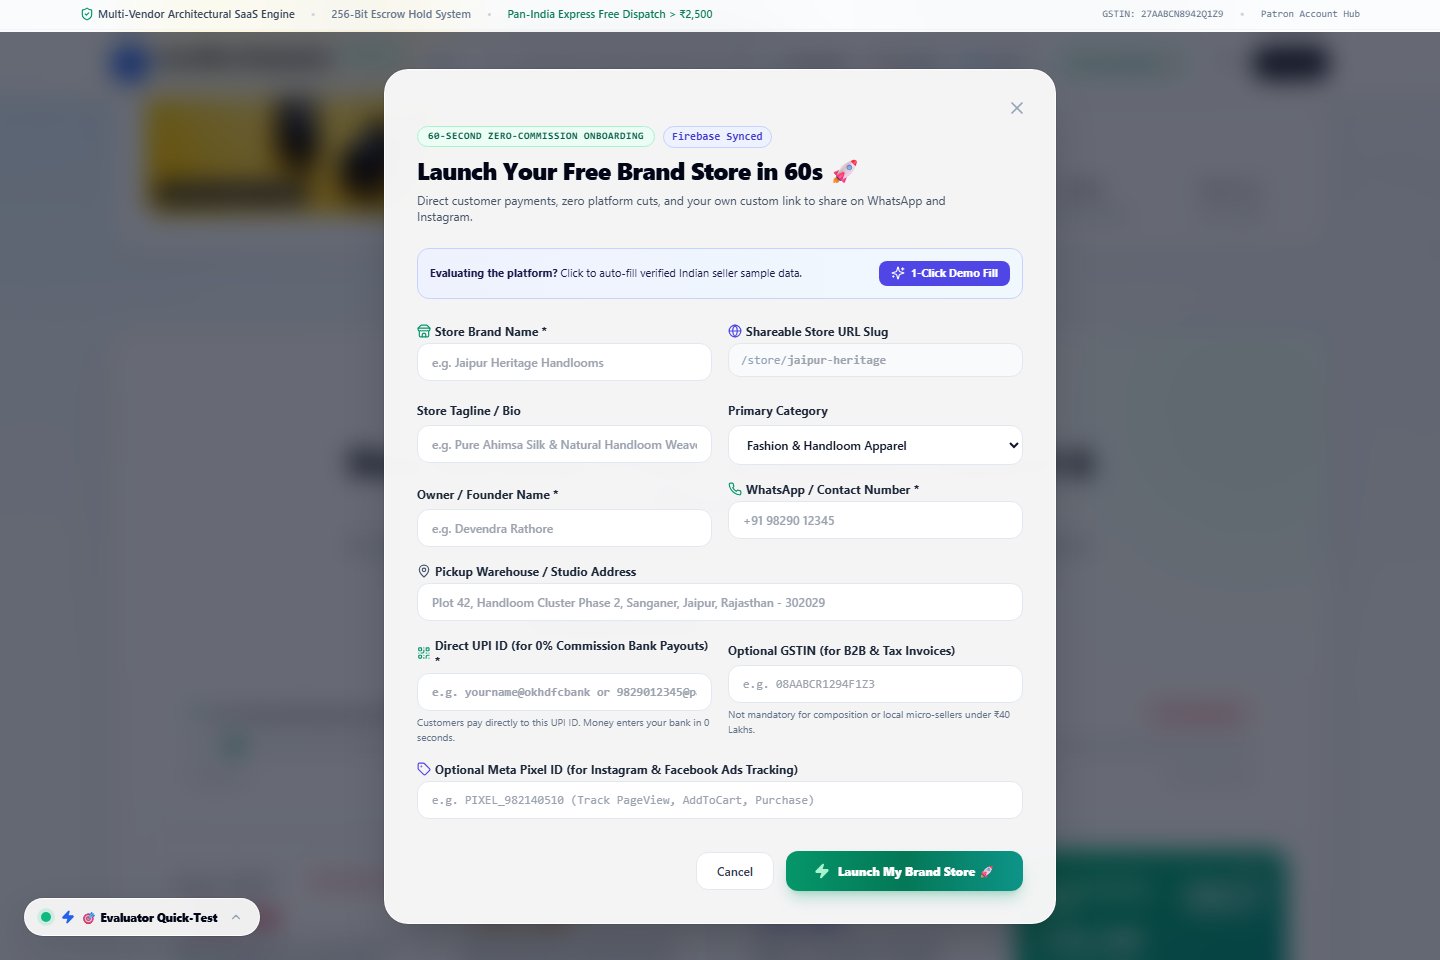 Multi-Vendor Architectural SaaS Engine • 256-Bit Escrow Hold System • Pan-India Express Free Dispatch > ₹2,500 GSTIN: 27AABCN8942Q1Z9 • Patron Account Hub
60-SECOND ZERO-COMMISSION ONBOARDING Firebase Synced
Launch Your Free Brand Store in 60s 🚀
Direct customer payments, zero platform cuts, and your own custom link to share on WhatsApp and
Instagram.
Evaluating the platform? Click to auto-fill verified Indian seller sample data. 1-Click Demo Fill
Store Brand Name * Shareable Store URL Slug
e.g. Jaipur Heritage Handlooms /store/jaipur-heritage
Store Tagline / Bio Primary Category
e.g. Pure Ahimsa Silk & Natural Handloom Weav Fashion & Handloom Apparel
Owner / Founder Name * WhatsApp / Contact Number *
e.g. Devendra Rathore +91 98290 12345
Pickup Warehouse / Studio Address
Plot 42, Handloom Cluster Phase 2, Sanganer, Jaipur, Rajasthan - 302029
Direct UPI ID (for 0% Commission Bank Payouts)
* Optional GSTIN (for B2B & Tax Invoices)
e.g. yourname@okhdfcbank or 9829012345@p e.g. 08AABCR1294F1Z3
Customers pay directly to this UPI ID. Money enters your bank in 0
seconds.
Not mandatory for composition or local micro-sellers under ₹40
Lakhs.
Optional Meta Pixel ID (for Instagram & Facebook Ads Tracking)
e.g. PIXEL_982140510 (Track PageView, AddToCart, Purchase)
Cancel Launch My Brand Store 🚀
🎯 Evaluator Quick-Test